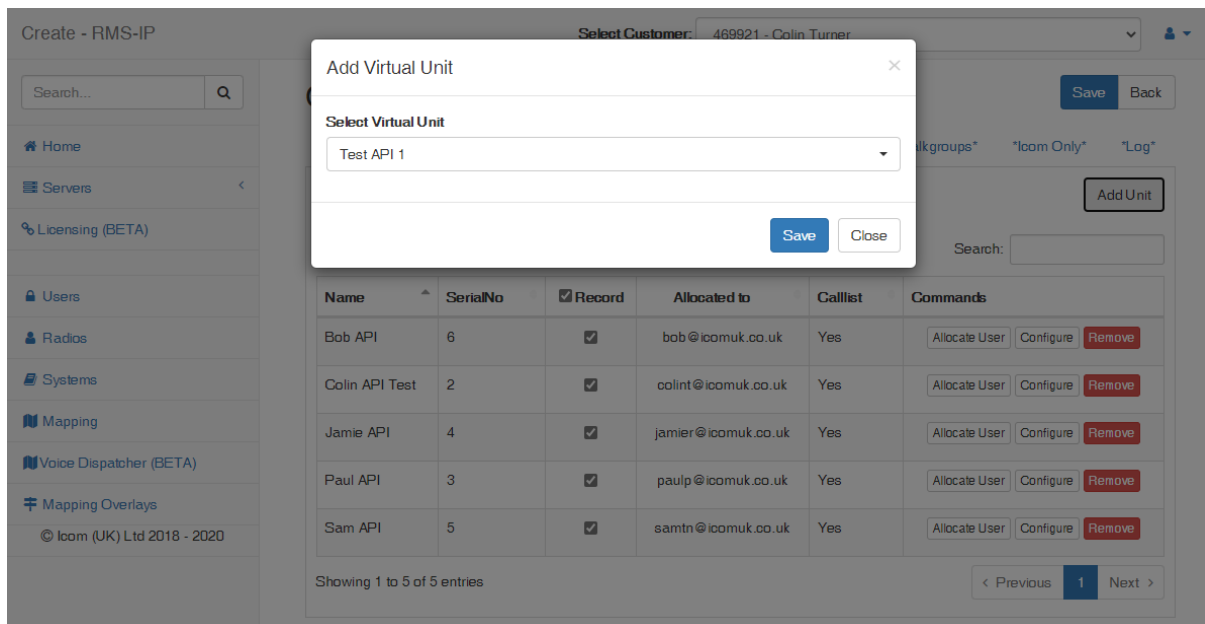 Create - RMS-IP
Select Customer: 469921 - Colin Turner
Add Virtual Unit ×
Search...
Save Back
Select Virtual Unit
Test API 1
Home
*Icom Only* *Log*
Servers
Add Unit
Licensing (BETA)
Save Close
Search:
Users
Name SerialNo Record Allocated to Calllist Commands
Radios
Bob API 6 bob@icomuk.co.uk Yes Allocate User Configure Remove
Systems
Colin API Test 2 colint@icomuk.co.uk Yes Allocate User Configure Remove
Mapping
Jamie API 4 jamier@icomuk.co.uk Yes Allocate User Configure Remove
Voice Dispatcher (BETA)
Paul API 3 paulp@icomuk.co.uk Yes Allocate User Configure Remove
Mapping Overlays
Sam API 5 samtn@icomuk.co.uk Yes Allocate User Configure Remove
© Icom (UK) Ltd 2018 - 2020
Showing 1 to 5 of 5 entries
< Previous 1 Next >